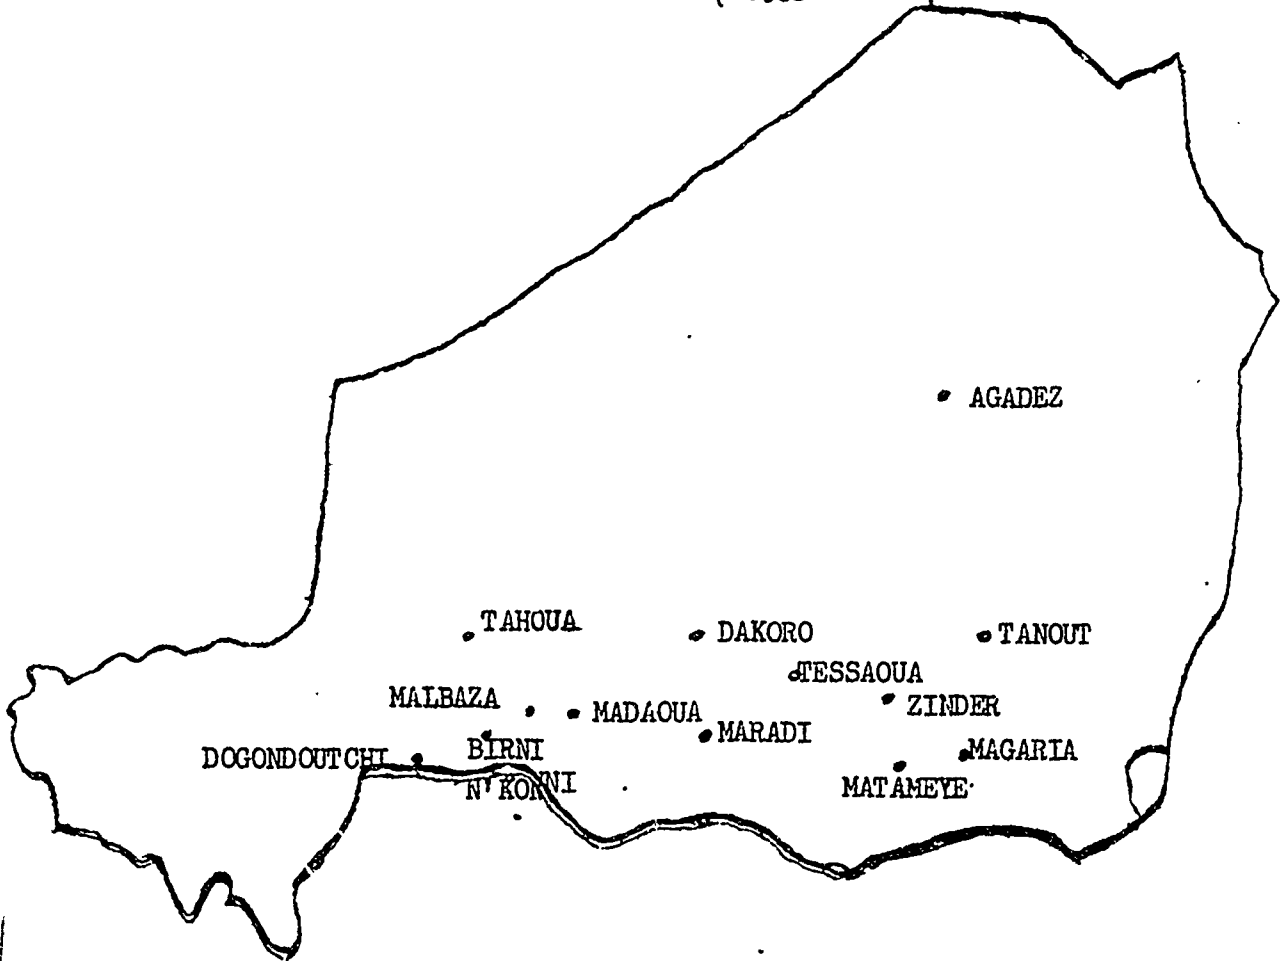 AGADEZ
TAHOUA
DAKORO
TANOUT
TESSAOUA
MALBAZA
MADAOUA
ZINDER
MARADI
DOGONDOUTCHI
BIRNI
N'KONNI
MAGARIA
MATAMEYE